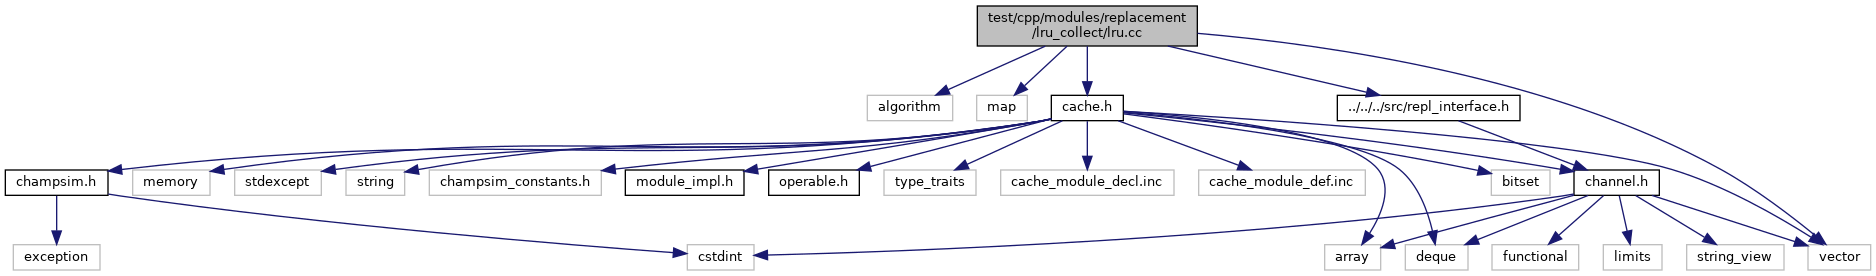 test/cpp/modules/replacement
/lru_collect/lru.cc
algorithm
map
cache.h
../../../src/repl_interface.h
champsim.h
memory
stdexcept
string
champsim_constants.h
module_impl.h
operable.h
type_traits
cache_module_decl.inc
cache_module_def.inc
bitset
channel.h
exception
cstdint
array
deque
functional
limits
string_view
vector